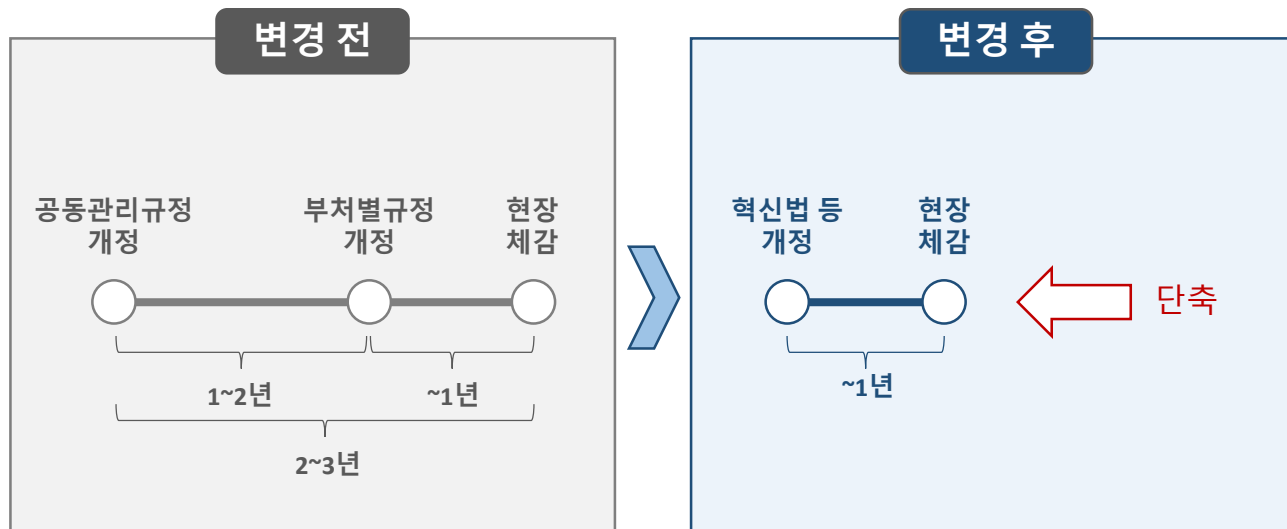 변경 전
공동관리규정
개정
부처별규정
개정
현장
체감
1~2년
~1년
2~3년
변경 후
혁신법 등
개정
현장
체감
~1년
단축